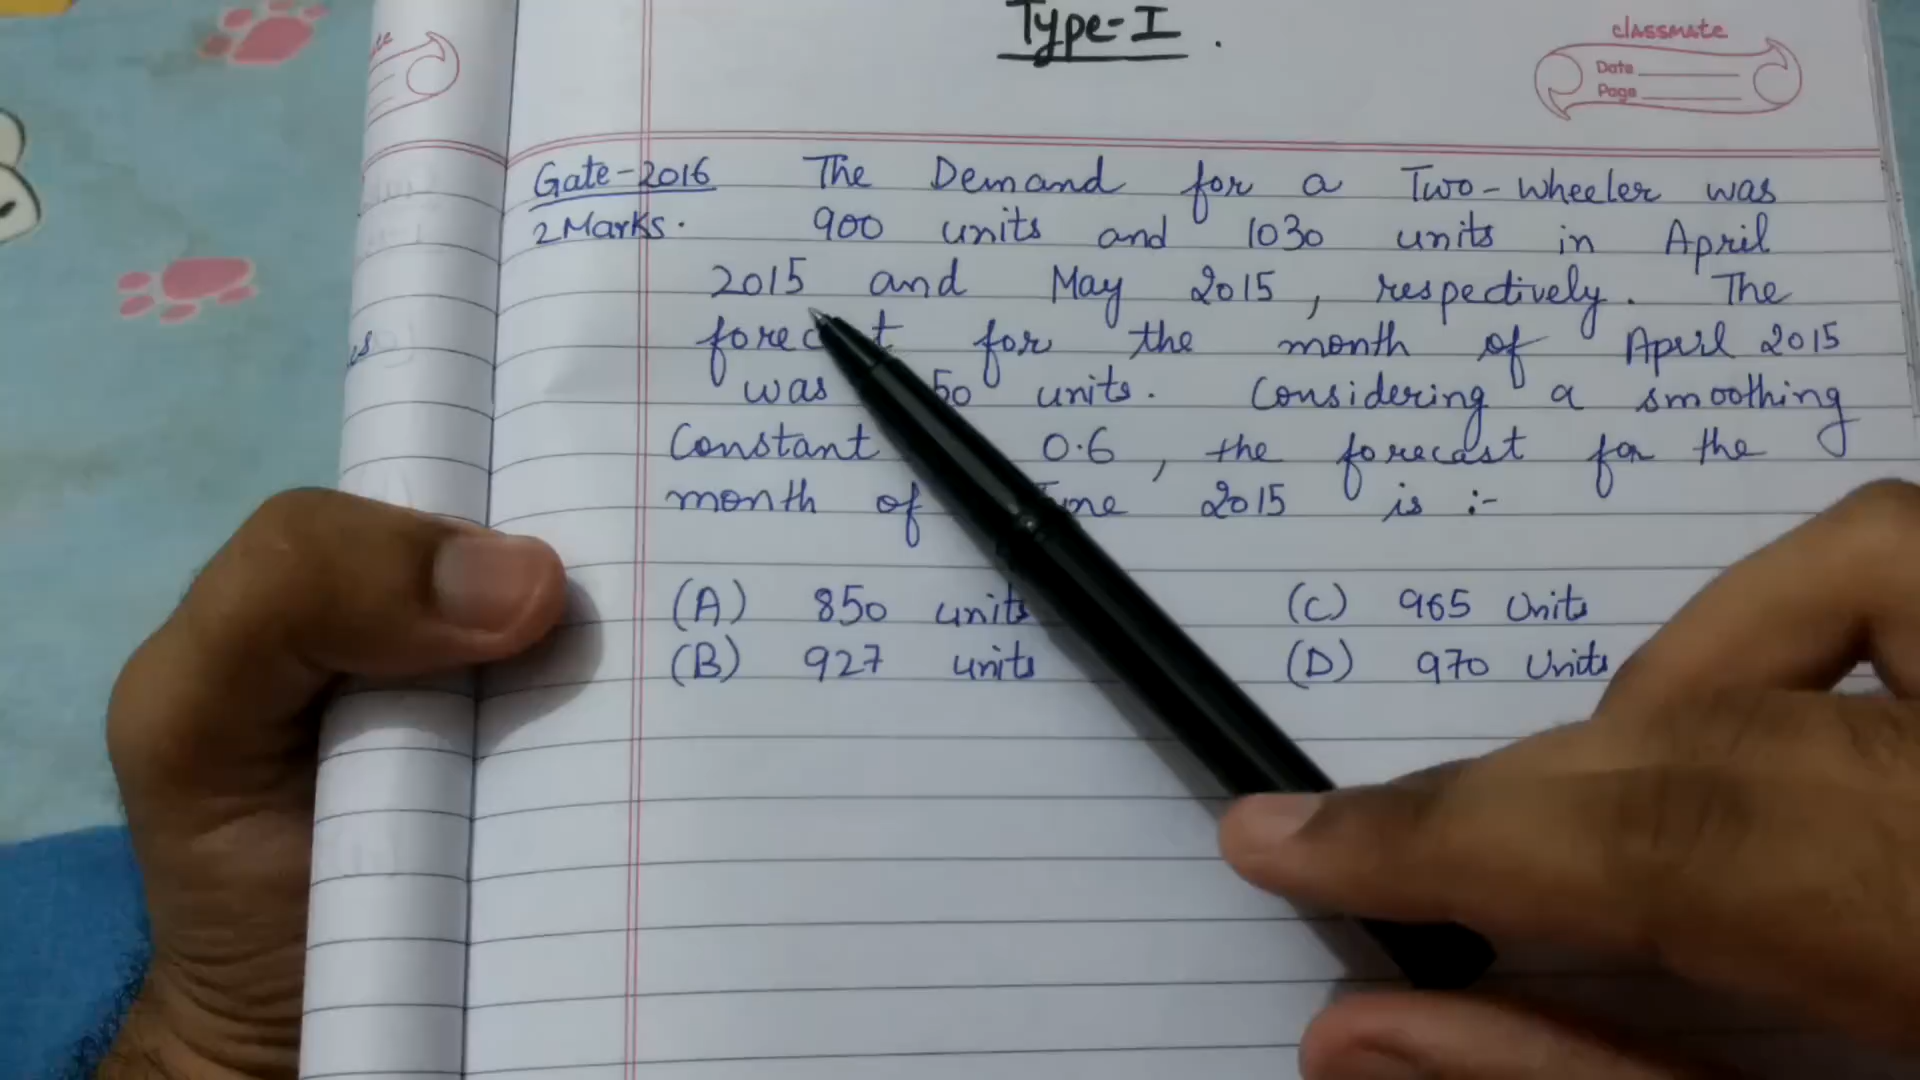 Type-I.
classmate
Date
Page
Gate-2016 The Demand for a Two-wheeler was
2 Marks. 900 units and 1030 units in April
2015 and May 2015, respectively. The
for the month of April 2015
was units. Considering a smoothing
Constant 0.6, the forecast for the
month of 2015 is :-
(A) 850 units (C) 965 Units
(B) 927 units (D) 970 Units